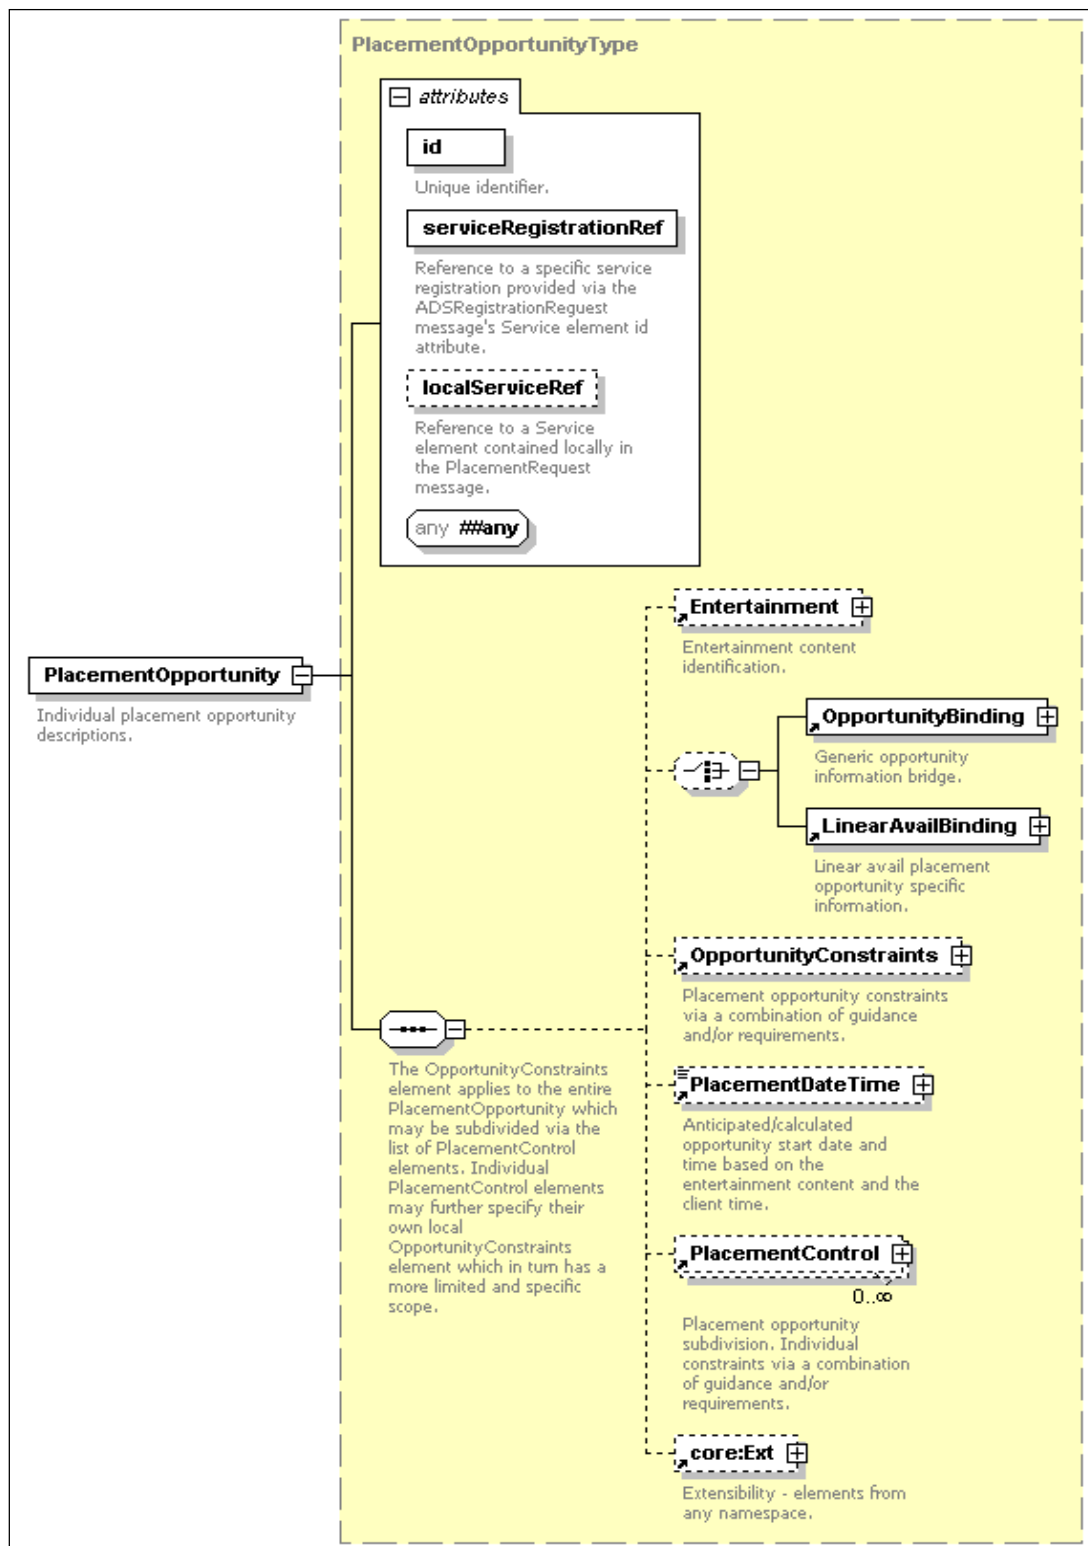 PlacementOpportunityType
attributes
id
Unique identifier.
serviceRegistrationRef
Reference to a specific service
registration provided via the
ADSRegistrationRequest
message's Service element id
attribute.
localServiceRef
Reference to a Service
element contained locally in
the PlacementRequest
message.
any ##any
PlacementOpportunity
Individual placement opportunity
descriptions.
The OpportunityConstraints
element applies to the entire
PlacementOpportunity which
may be subdivided via the
list of PlacementControl
elements. Individual
PlacementControl elements
may further specify their
own local
OpportunityConstraints
element which in turn has a
more limited and specific
scope.
Entertainment
Entertainment content
identification.
OpportunityBinding
Generic opportunity
information bridge.
LinearAvailBinding
Linear avail placement
opportunity specific
information.
OpportunityConstraints
Placement opportunity constraints
via a combination of guidance
and/or requirements.
PlacementDateTime
Anticipated/calculated
opportunity start date and
time based on the
entertainment content and the
client time.
PlacementControl
0..∞
Placement opportunity
subdivision. Individual
constraints via a combination
of guidance and/or
requirements.
core:Ext
Extensibility - elements from
any namespace.